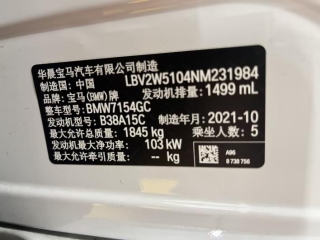 华晨宝马汽车有限公司制造
制造国：中国 LBV2W5104NM231984
品牌：宝马(BMW)牌 发动机排量：1499 mL
整车型号：BMW7154GC
发动机型号：B38A15C 制造年月：2021-10
最大允许总质量：1845 kg 乘坐人数：5
最大净功率：103 kW
最大允许牵引质量：-- kg
A96
9 738 756